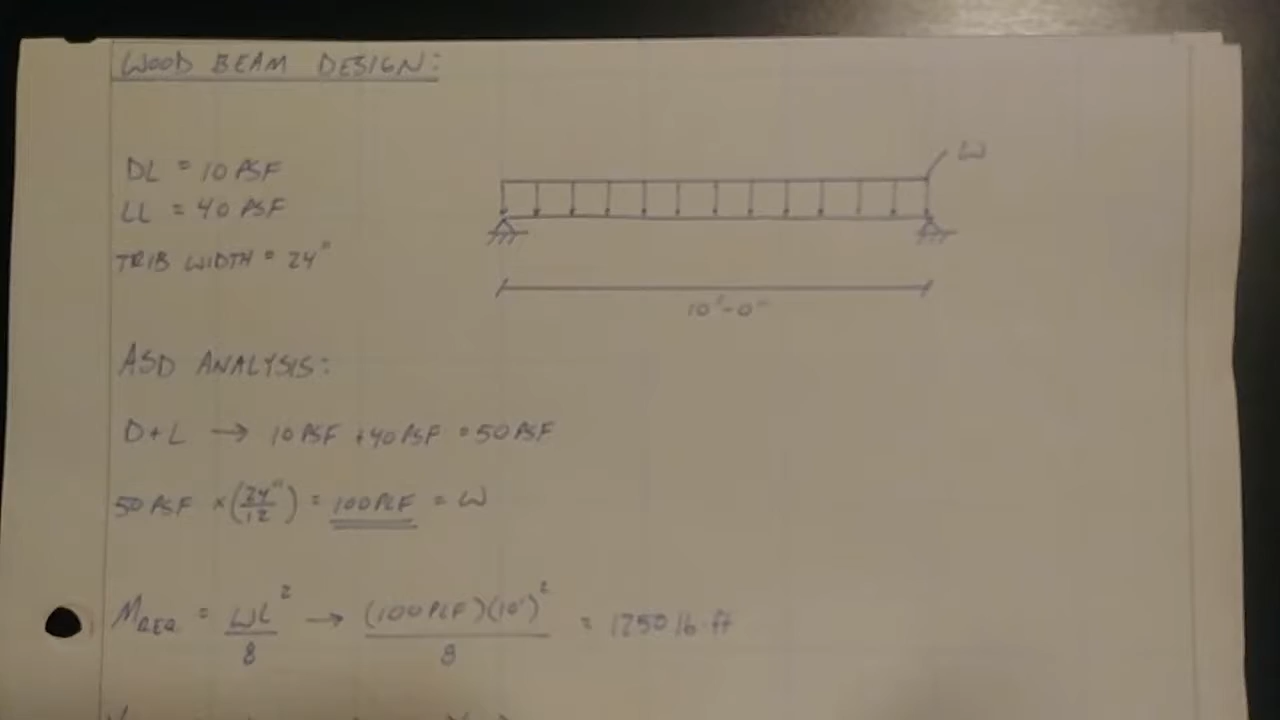 WOOD BEAM DESIGN:
DL = 10 PSF
LL = 40 PSF
TRIB WIDTH = 24"
W
10'-0"
ASD ANALYSIS:
D+L → 10 PSF + 40 PSF = 50 PSF
50 PSF × (24"/12) = 100 PLF = W
M_REQ = WL²/8 → (100 PLF)(10')²/8 = 1250 lb·ft